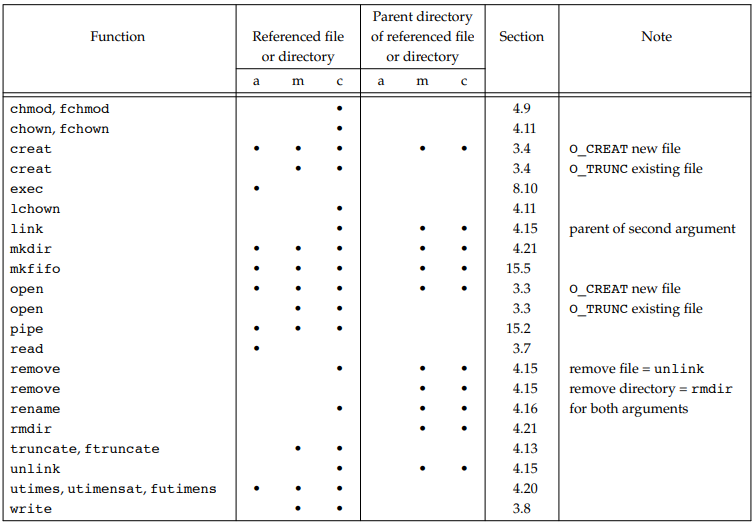 Parent directory
Function Referenced file of referenced file Section Note
or directory or directory
a m c a m c
chmod, fchmod • 4.9
chown, fchown • 4.11
creat • • • • • 3.4 O_CREAT new file
creat • • 3.4 O_TRUNC existing file
exec • 8.10
lchown • 4.11
link • • • 4.15 parent of second argument
mkdir • • • • • 4.21
mkfifo • • • • • 15.5
open • • • • • 3.3 O_CREAT new file
open • • 3.3 O_TRUNC existing file
pipe • • • 15.2
read • 3.7
remove • • • 4.15 remove file = unlink
remove • • 4.15 remove directory = rmdir
rename • • • 4.16 for both arguments
rmdir • • 4.21
truncate, ftruncate • • 4.13
unlink • • • 4.15
utimes, utimensat, futimens • • • 4.20
write • • 3.8